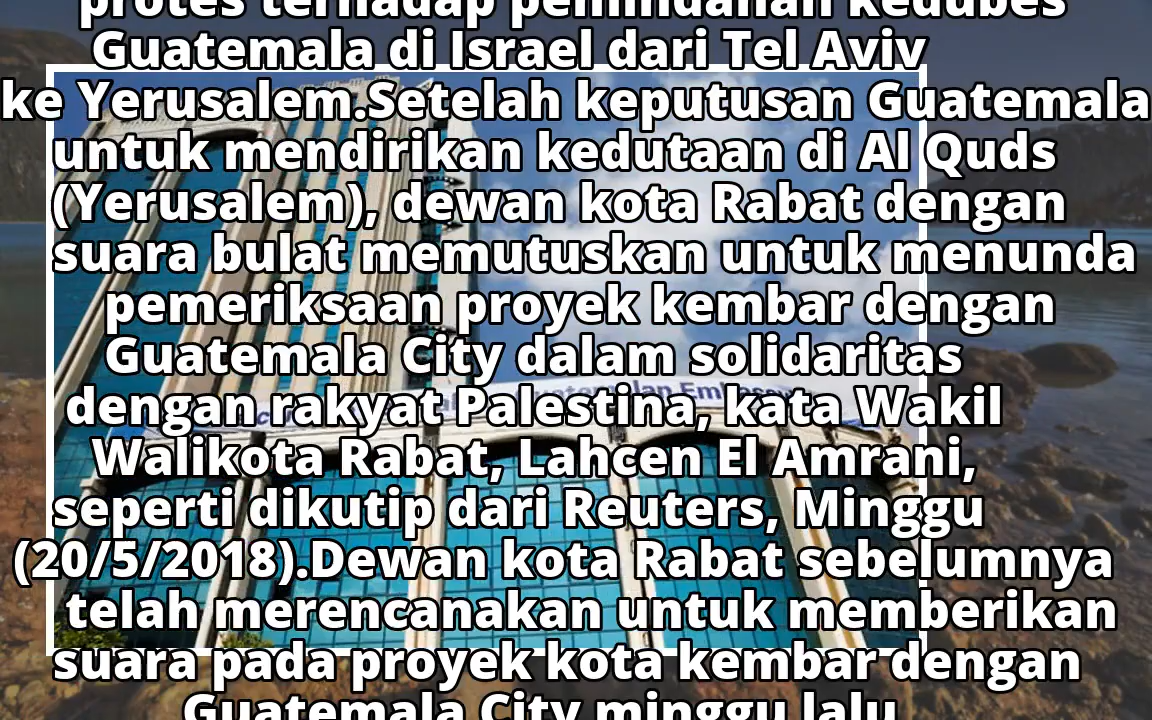 protes terhadap pemindahan kedubes
Guatemala di Israel dari Tel Aviv
ke Yerusalem.Setelah keputusan Guatemala
untuk mendirikan kedutaan di Al Quds
(Yerusalem), dewan kota Rabat dengan
suara bulat memutuskan untuk menunda
pemeriksaan proyek kembar dengan
Guatemala City dalam solidaritas
dengan rakyat Palestina, kata Wakil
Walikota Rabat, Lahcen El Amrani,
seperti dikutip dari Reuters, Minggu
(20/5/2018).Dewan kota Rabat sebelumnya
telah merencanakan untuk memberikan
suara pada proyek kota kembar dengan
Guatemala City minggu lalu